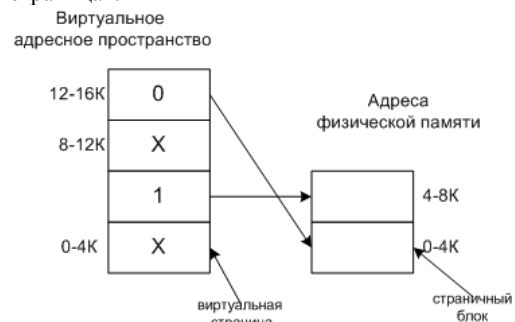 Виртуальное
адресное пространство
12-16К
0
Адреса
физической памяти
8-12К
X
1
4-8К
0-4К
X
0-4К
виртуальная
страничный
блок